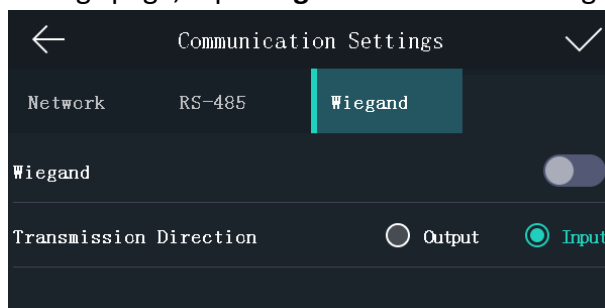 Communication Settings
Network RS-485 Wiegand
Wiegand
Transmission Direction Output Input